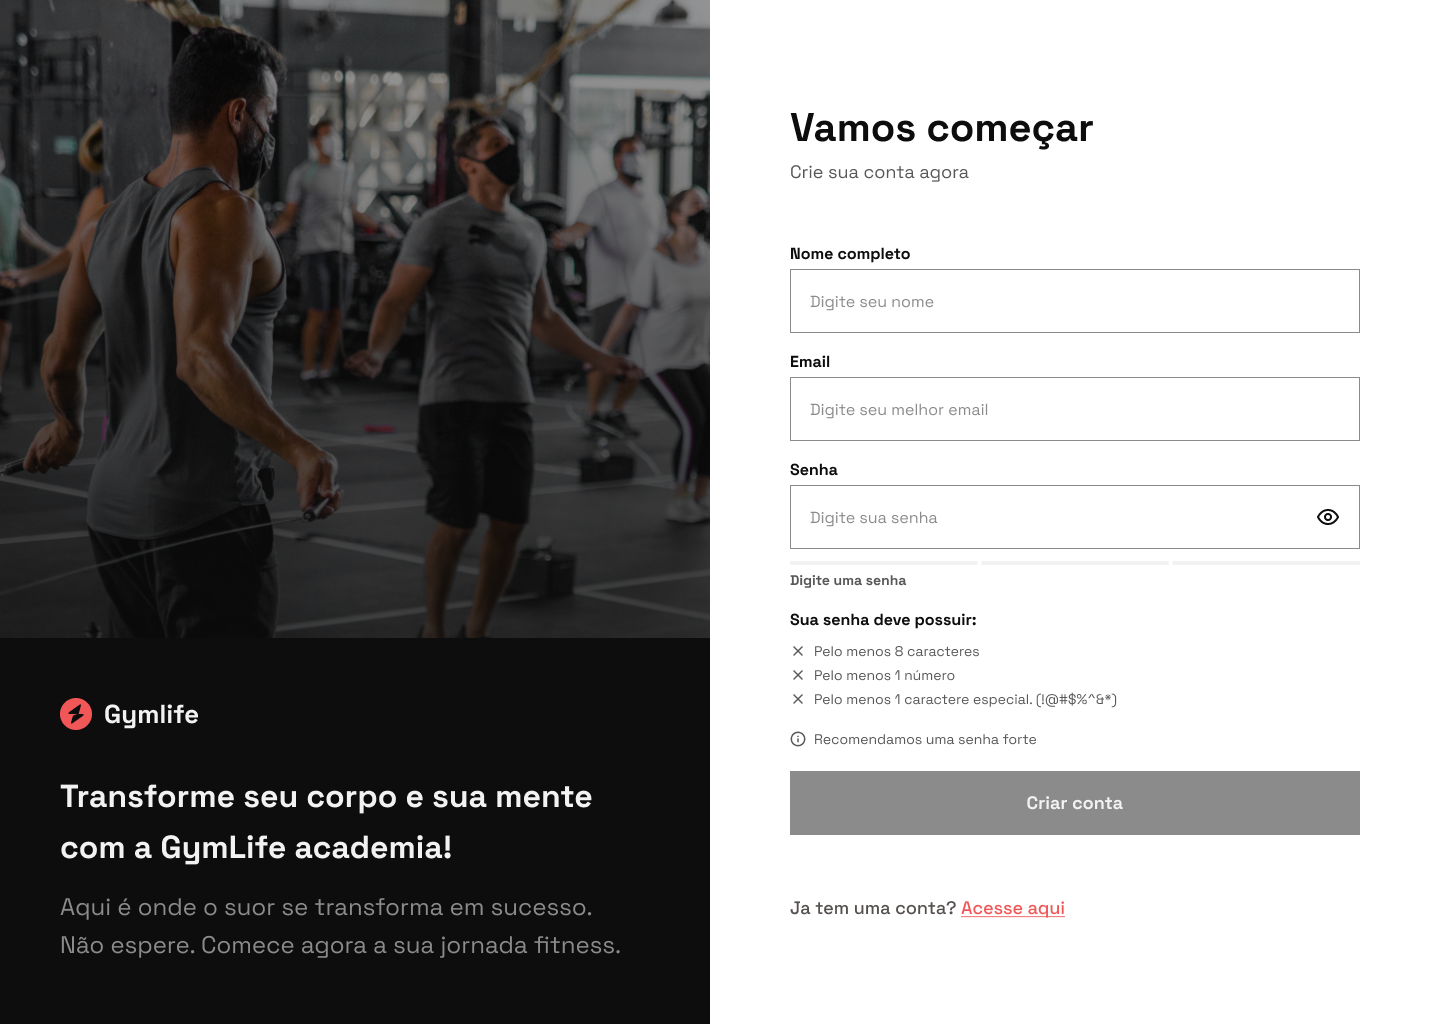 Gymlife
Transforme seu corpo e sua mente
com a GymLife academia!
Aqui é onde o suor se transforma em sucesso.
Não espere. Comece agora a sua jornada fitness.
Vamos começar
Crie sua conta agora
Nome completo
Digite seu nome
Email
Digite seu melhor email
Senha
Digite sua senha
Digite uma senha
Sua senha deve possuir:
Pelo menos 8 caracteres
Pelo menos 1 número
Pelo menos 1 caractere especial. (!@#$%^&*)
Recomendamos uma senha forte
Criar conta
Ja tem uma conta? Acesse aqui